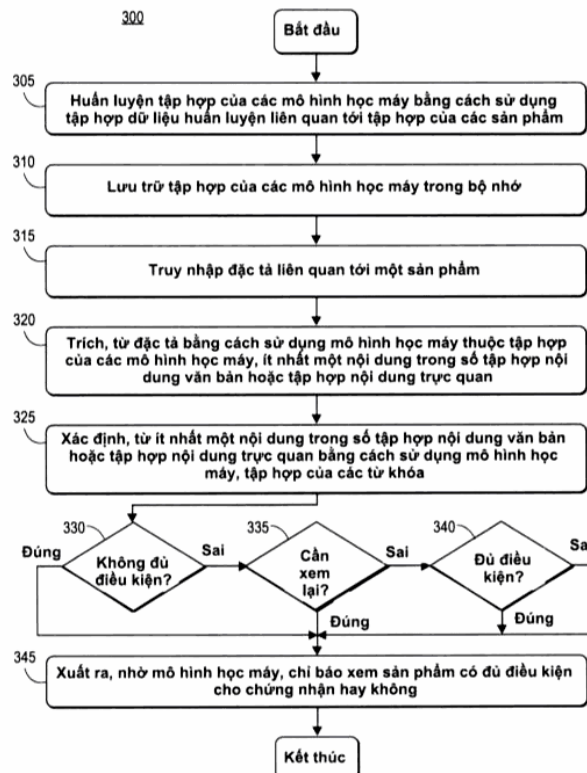 300
Bắt đầu
305
Huấn luyện tập hợp của các mô hình học máy bằng cách sử dụng
tập hợp dữ liệu huấn luyện liên quan tới tập hợp của các sản phẩm
310
Lưu trữ tập hợp của các mô hình học máy trong bộ nhớ
315
Truy nhập đặc tả liên quan tới một sản phẩm
320
Trích, từ đặc tả bằng cách sử dụng mô hình học máy thuộc tập hợp
của các mô hình học máy, ít nhất một nội dung trong số tập hợp nội
dung văn bản hoặc tập hợp nội dung trực quan
325
Xác định, từ ít nhất một nội dung trong số tập hợp nội dung văn bản
hoặc tập hợp nội dung trực quan bằng cách sử dụng mô hình học
máy, tập hợp của các từ khóa
330
335
340
Đúng
Không đủ
điều kiện?
Sai
Cần
xem
lại?
Sai
Đủ điều
kiện?
Sa
Đúng
Đúng
345
Xuất ra, nhờ mô hình học máy, chỉ báo xem sản phẩm có đủ điều kiện
cho chứng nhận hay không
Kết thúc